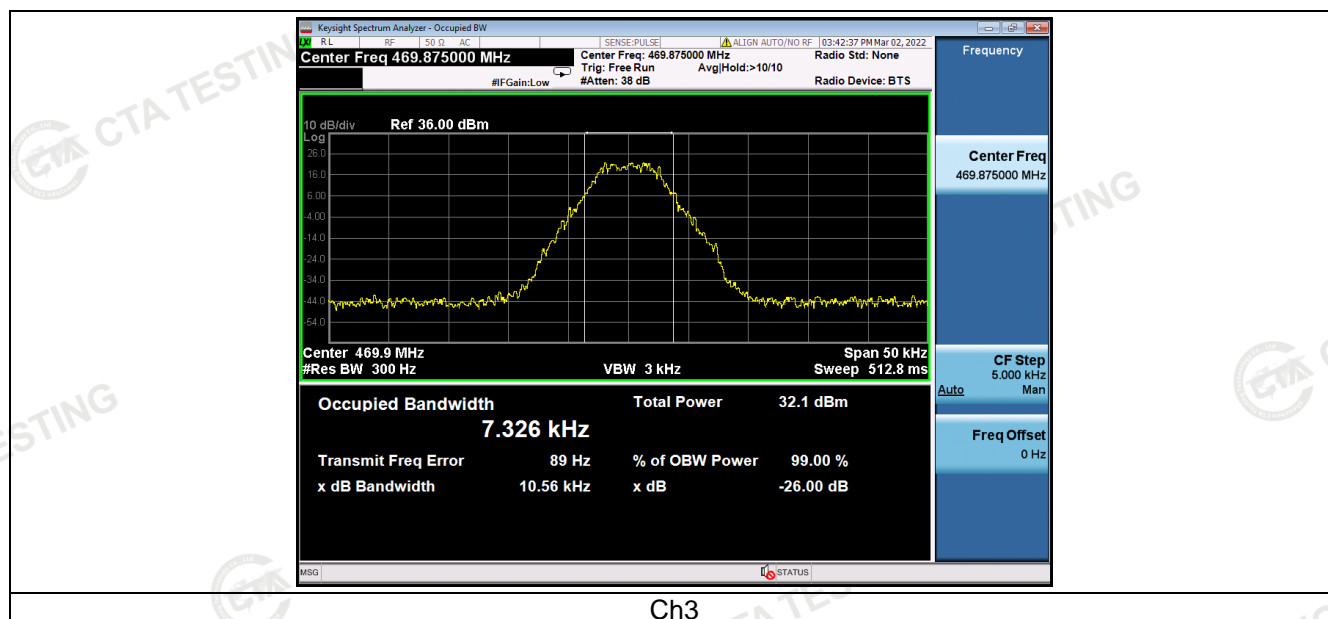 Keysight Spectrum Analyzer - Occupied BW
RL RF 50 Ω AC SENSE:PULSE ALIGN AUTO/NO RF 03:42:37 PM Mar 02, 2022
Center Freq 469.875000 MHz
Center Freq: 469.875000 MHz Radio Std: None
Trig: Free Run Avg|Hold:>10/10
#IFGain:Low #Atten: 38 dB Radio Device: BTS
10 dB/div Ref 36.00 dBm
Log
26.0
16.0
6.00
-4.00
-14.0
-24.0
-34.0
-44.0
-54.0
Center 469.9 MHz Span 50 kHz
#Res BW 300 Hz VBW 3 kHz Sweep 512.8 ms
Occupied Bandwidth Total Power 32.1 dBm
7.326 kHz
Transmit Freq Error 89 Hz % of OBW Power 99.00 %
x dB Bandwidth 10.56 kHz x dB -26.00 dB
MSG STATUS
Frequency
Center Freq
469.875000 MHz
CF Step
5.000 kHz
Auto Man
Freq Offset
0 Hz
Ch3
CTA TESTING
TING
ESTING
CTA
CTA
TA TE